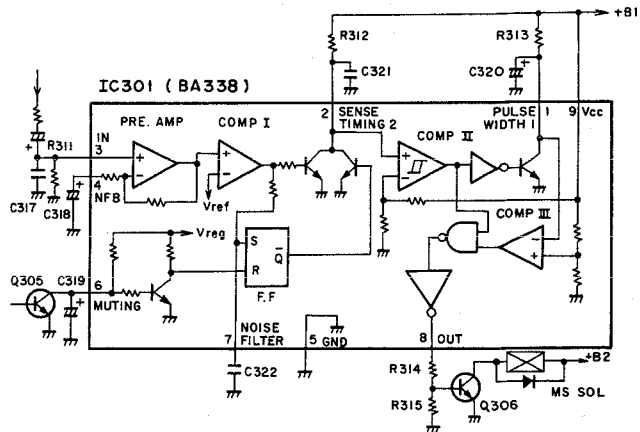 +B1
R312
R313
C321
C320
IC301 (BA338)
2 SENSE TIMING 2
PULSE WIDTH 1 1
9 Vcc
PRE. AMP
COMP I
COMP II
R311
IN
3
4
NFB
C317
C318
Vref
COMP III
Vreg
S
R
Q
F.F
Q305
C319
6
MUTING
7
NOISE FILTER
5 GND
8 OUT
C322
R314
R315
Q306
+B2
MS SOL